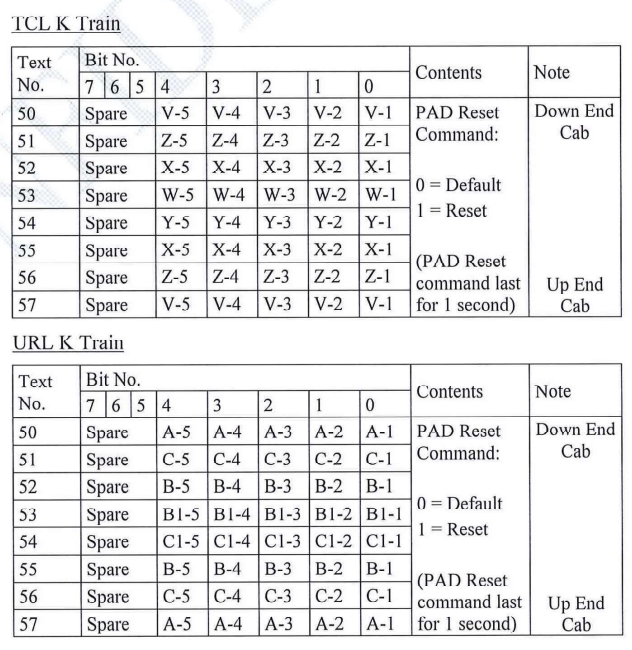 TCL K Train
Text No. Bit No. Contents Note
7 6 5 4 3 2 1 0
50 Spare V-5 V-4 V-3 V-2 V-1 PAD Reset Down End
51 Spare Z-5 Z-4 Z-3 Z-2 Z-1 Command: Cab
52 Spare X-5 X-4 X-3 X-2 X-1
53 Spare W-5 W-4 W-3 W-2 W-1 0 = Default
54 Spare Y-5 Y-4 Y-3 Y-2 Y-1 1 = Reset
55 Spare X-5 X-4 X-3 X-2 X-1 (PAD Reset
56 Spare Z-5 Z-4 Z-3 Z-2 Z-1 command last Up End
57 Spare V-5 V-4 V-3 V-2 V-1 for 1 second) Cab
URL K Train
Text No. Bit No. Contents Note
7 6 5 4 3 2 1 0
50 Spare A-5 A-4 A-3 A-2 A-1 PAD Reset Down End
51 Spare C-5 C-4 C-3 C-2 C-1 Command: Cab
52 Spare B-5 B-4 B-3 B-2 B-1
53 Spare B1-5 B1-4 B1-3 B1-2 B1-1 0 = Default
54 Spare C1-5 C1-4 C1-3 C1-2 C1-1 1 = Reset
55 Spare B-5 B-4 B-3 B-2 B-1 (PAD Reset
56 Spare C-5 C-4 C-3 C-2 C-1 command last Up End
57 Spare A-5 A-4 A-3 A-2 A-1 for 1 second) Cab